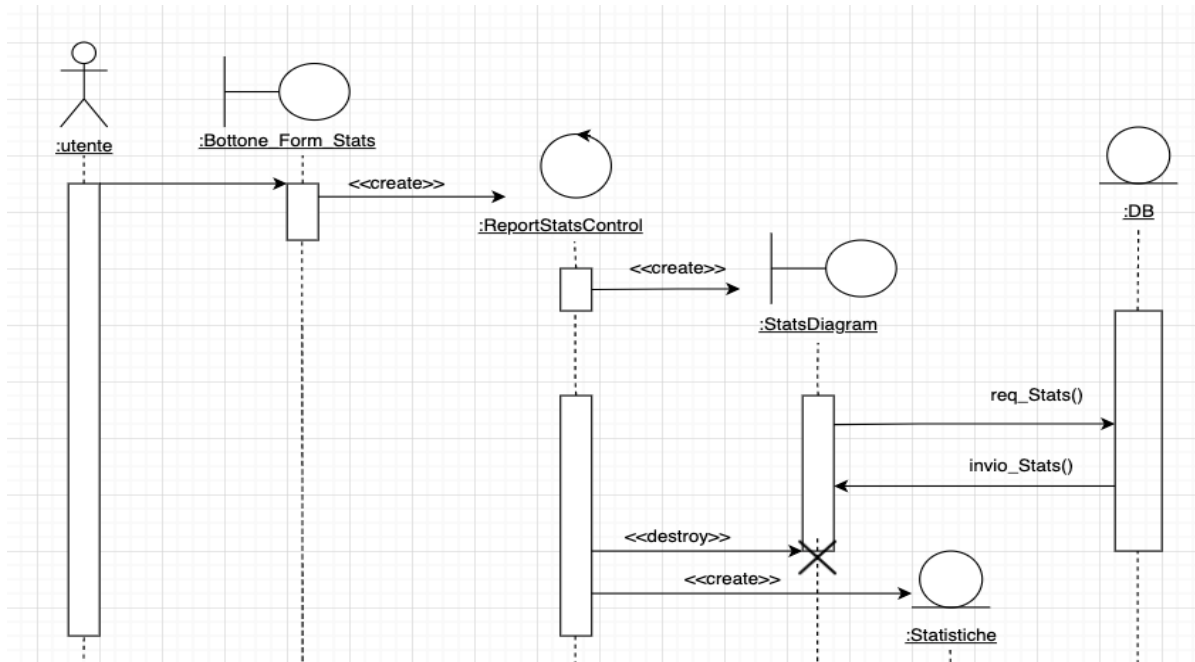 :utente
:Bottone_Form_Stats
<<create>>
:ReportStatsControl
:DB
<<create>>
:StatsDiagram
req_Stats()
invio_Stats()
<<destroy>>
<<create>>
:Statistiche